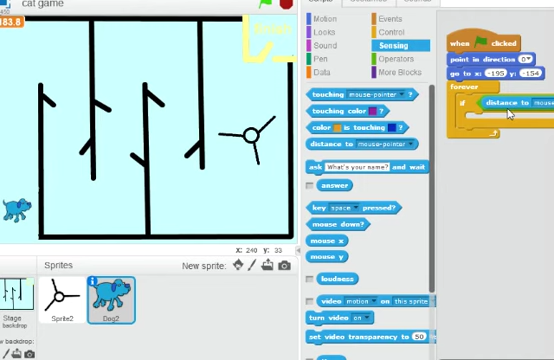 cat game
183.8
Motion
Looks
Sound
Pen
Data
Events
Control
Sensing
Operators
More Blocks
touching mouse-pointer ?
touching color ?
color is touching ?
distance to mouse-pointer
ask What's your name? and wait
answer
key space pressed?
mouse down?
mouse x
mouse y
loudness
video motion on this sprite
turn video on
set video transparency to 50
when clicked
point in direction 0
go to x: -195 y: -154
forever
if distance to mouse
X: 240 Y: 33
Sprites New sprite:
Stage
backdrop
Sprite2
Dog2
backdrop: